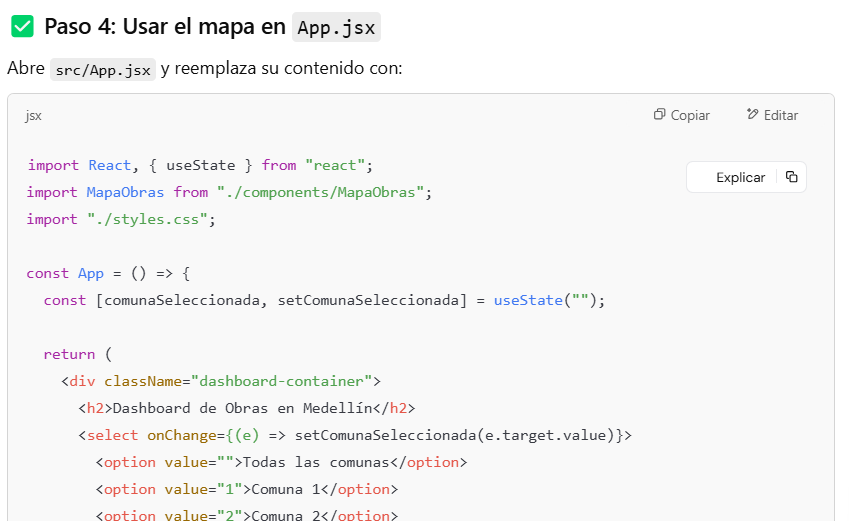 Paso 4: Usar el mapa en App.jsx
Abre src/App.jsx y reemplaza su contenido con:
jsx
Copiar
Editar
Explicar
import React, { useState } from "react";
import MapaObras from "./components/MapaObras";
import "./styles.css";
const App = () => {
const [comunaSeleccionada, setComunaSeleccionada] = useState("");
return (
<div className="dashboard-container">
<h2>Dashboard de Obras en Medellín</h2>
<select onChange={(e) => setComunaSeleccionada(e.target.value)}>
<option value="">Todas las comunas</option>
<option value="1">Comuna 1</option>
<option value="2">Comuna 2</option>